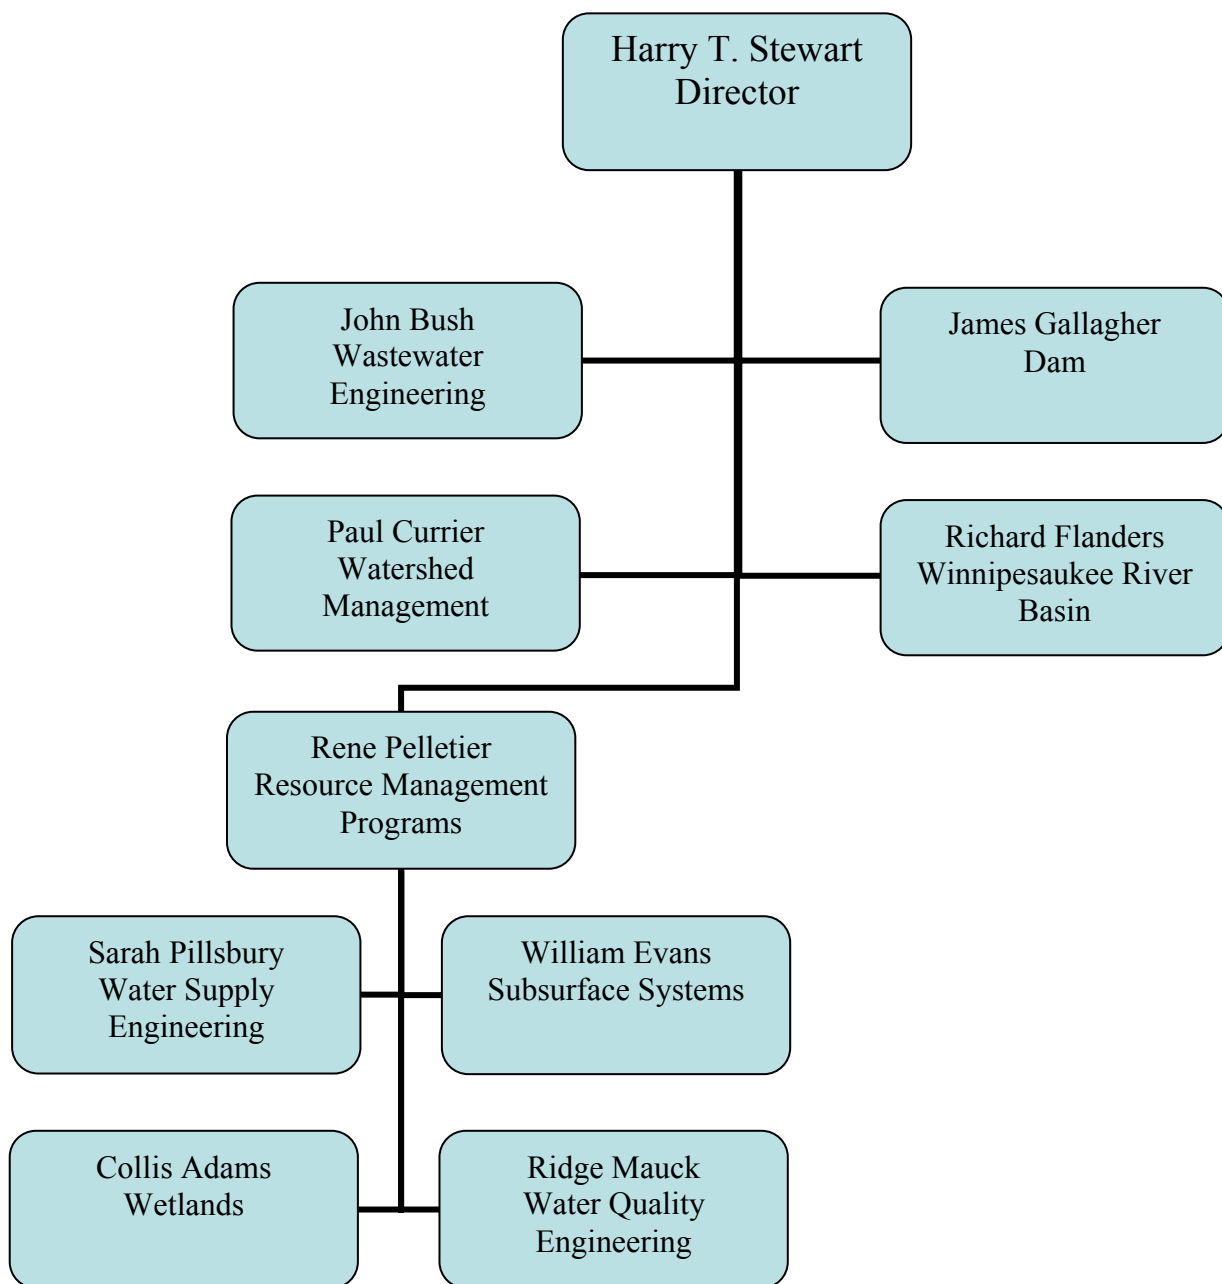 Harry T. Stewart
Director
John Bush
Wastewater
Engineering
James Gallagher
Dam
Paul Currier
Watershed
Management
Richard Flanders
Winnipesaukee River
Basin
Rene Pelletier
Resource Management
Programs
Sarah Pillsbury
Water Supply
Engineering
William Evans
Subsurface Systems
Collis Adams
Wetlands
Ridge Mauck
Water Quality
Engineering